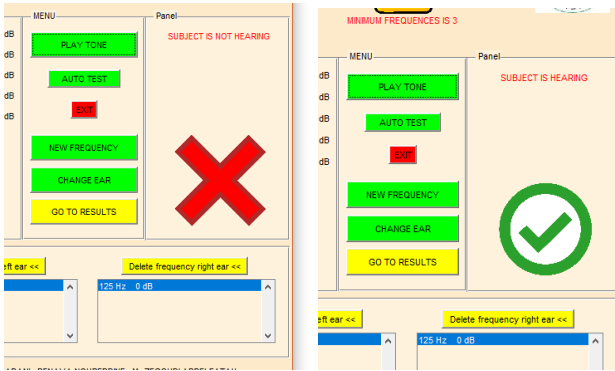 MENU
Panel
dB
dB
dB
dB
dB
PLAY TONE
SUBJECT IS NOT HEARING
AUTO TEST
EXIT
NEW FREQUENCY
CHANGE EAR
GO TO RESULTS
eft ear <<
Delete frequency right ear <<
125 Hz 0 dB
MINIMUM FREQUENCES IS 3
MENU
Panel
dB
dB
dB
dB
PLAY TONE
SUBJECT IS HEARING
AUTO TEST
EXIT
NEW FREQUENCY
CHANGE EAR
GO TO RESULTS
eft ear <<
Delete frequency right ear <<
125 Hz 0 dB